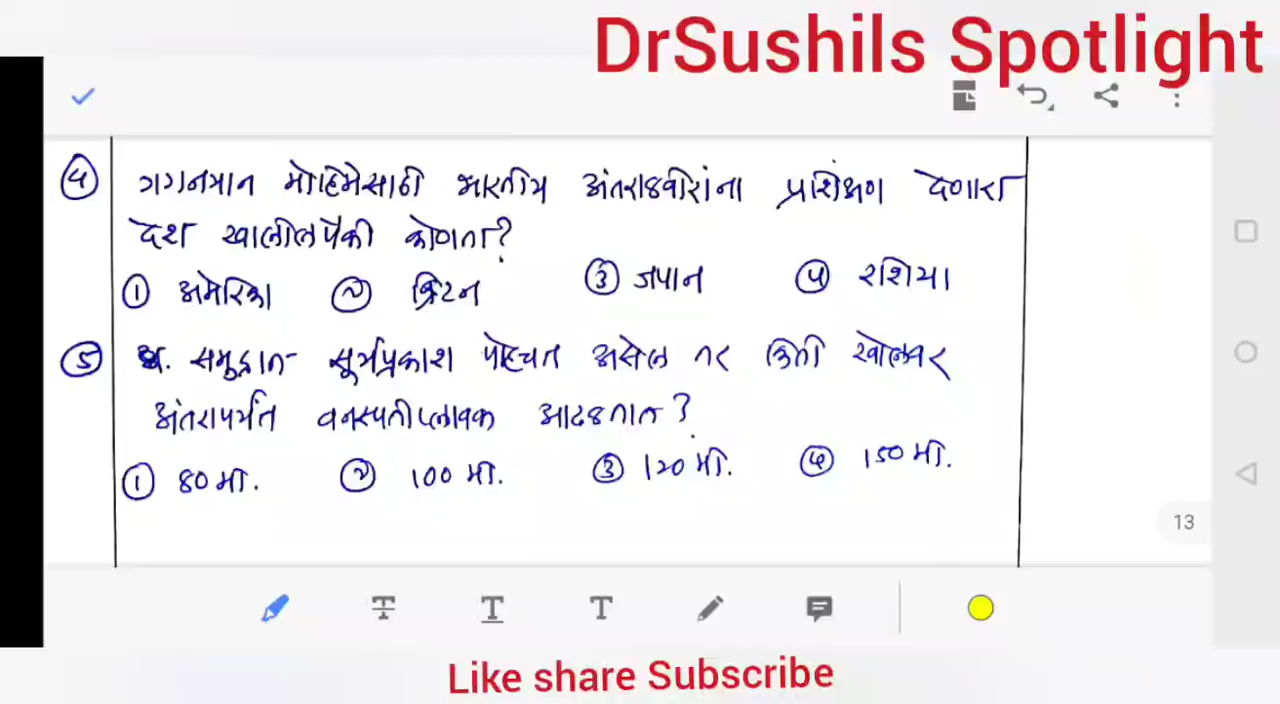 DrSushils Spotlight
४ गगनयान मोहिमेसाठी भारतीय अंतराळवीरांना प्रशिक्षण देणारा
देश खालीलपैकी कोणता?
① अमेरिका ② ब्रिटन ③ जपान ④ रशिया
⑤ समुद्रात सूर्यप्रकाश पोहचत असेल तर किती खोलवर
अंतरापर्यंत वनस्पतीप्लावक आढळतात?
① 80 मी. ② 100 मी. ③ 120 मी. ④ 150 मी.
13
T T T
Like share Subscribe